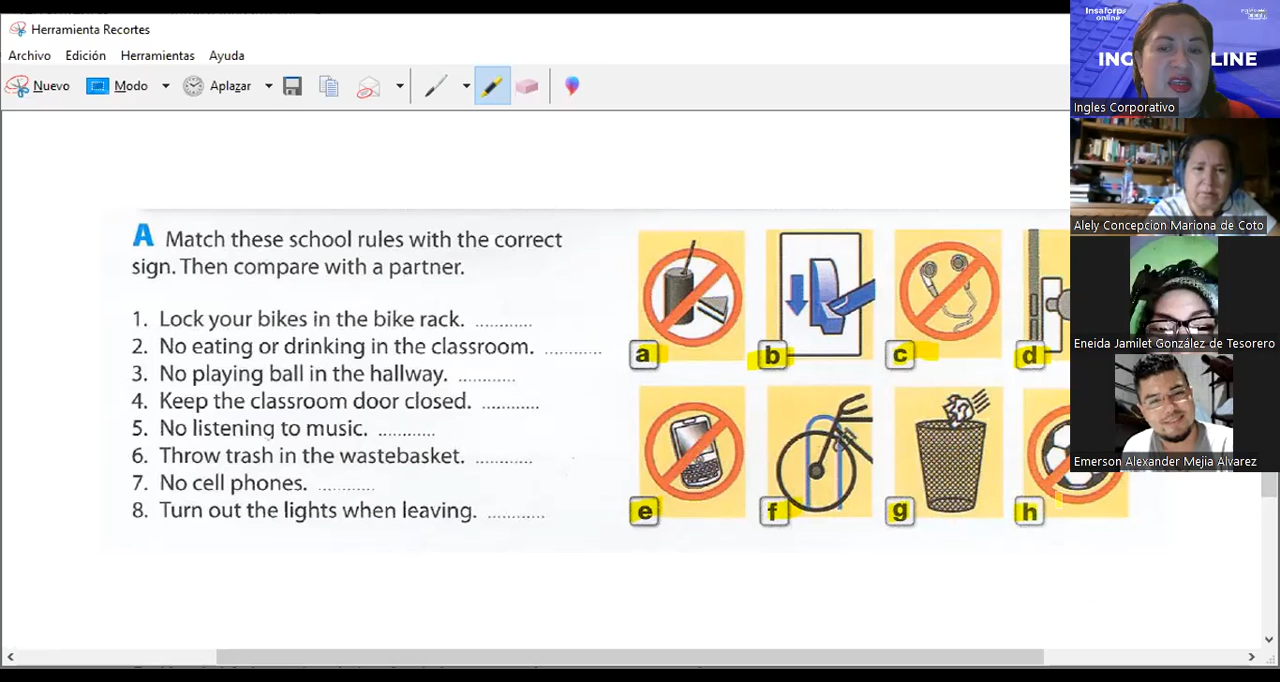 Herramienta Recortes
Archivo Edición Herramientas Ayuda
Nuevo Modo Aplazar
A Match these school rules with the correct
sign. Then compare with a partner.
1. Lock your bikes in the bike rack. ............
2. No eating or drinking in the classroom. ............
3. No playing ball in the hallway. ............
4. Keep the classroom door closed. ............
5. No listening to music. ............
6. Throw trash in the wastebasket. ............
7. No cell phones. ............
8. Turn out the lights when leaving. ............
a b c d
e f g h
Insaforp
online
ING LINE
Ingles Corporativo
Alely Concepcion Mariona de Coto
Eneida Jamilet González de Tesorero
Emerson Alexander Mejia Alvarez